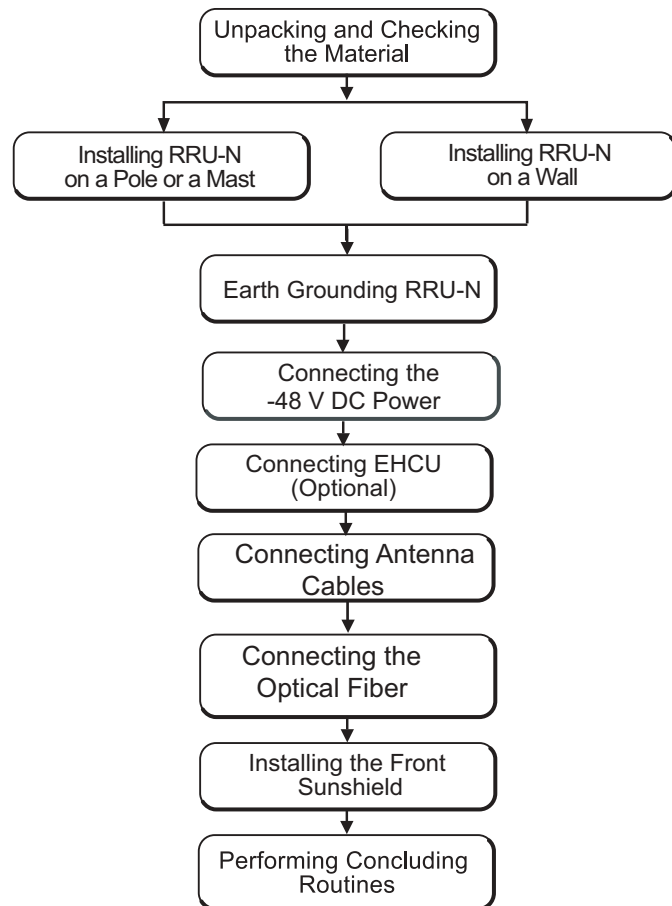 Unpacking and Checking
the Material
Installing RRU-N
on a Pole or a Mast
Installing RRU-N
on a Wall
Earth Grounding RRU-N
Connecting the
-48 V DC Power
Connecting EHCU
(Optional)
Connecting Antenna
Cables
Connecting the
Optical Fiber
Installing the Front
Sunshield
Performing Concluding
Routines